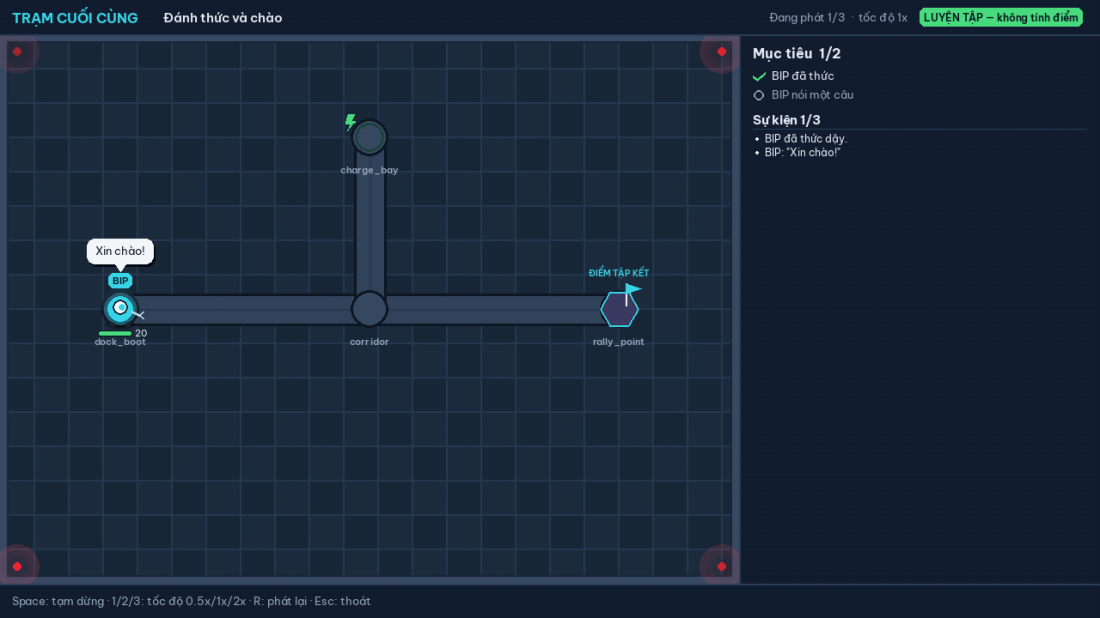 TRẠM CUỐI CÙNG
Đánh thức và chào
Đang phát 1/3 · tốc độ 1x
LUYỆN TẬP – không tính điểm
Mục tiêu 1/2
BIP đã thức
BIP nói một câu
Sự kiện 1/3
• BIP đã thức dậy.
• BIP: "Xin chào!"
charge_bay
Xin chào!
BIP
20
dock_boot
corridor
ĐIỂM TẬP KẾT
rally_point
Space: tạm dừng · 1/2/3: tốc độ 0.5x/1x/2x · R: phát lại · Esc: thoát